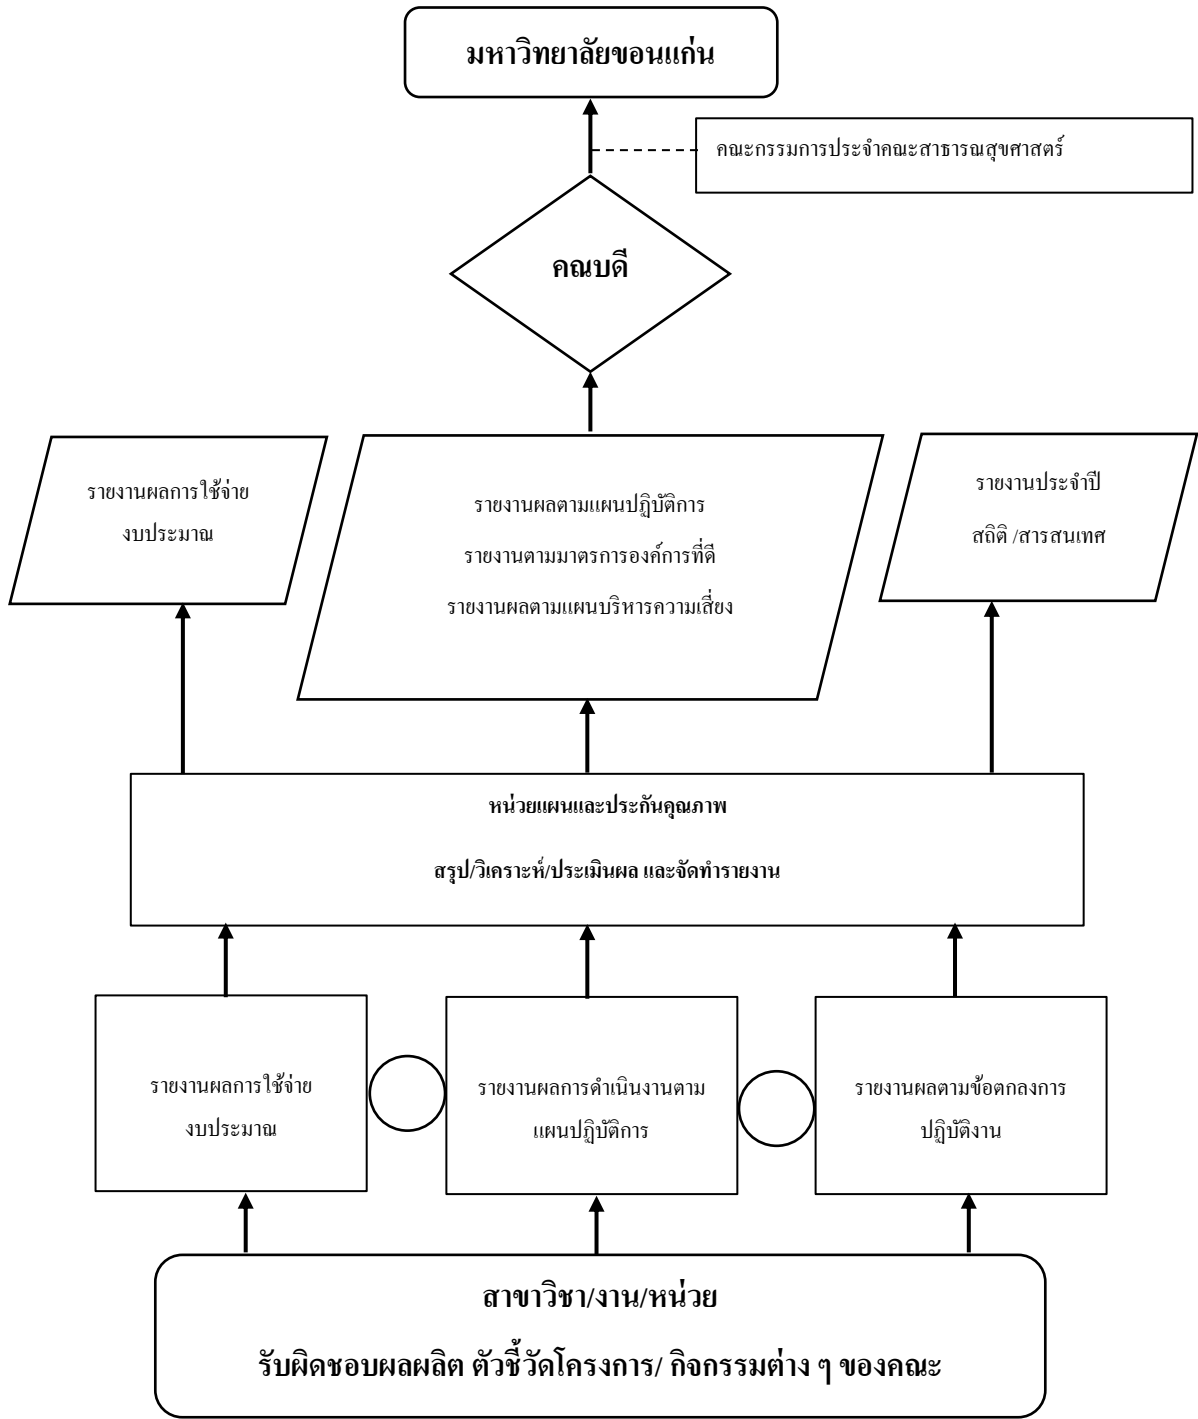 มหาวิทยาลัยขอนแก่น
คณะกรรมการประจำคณะสาธารณสุขศาสตร์
คณบดี
รายงานผลการใช้จ่าย
งบประมาณ
รายงานผลตามแผนปฏิบัติการ
รายงานตามมาตรการองค์การที่ดี
รายงานผลตามแผนบริหารความเสี่ยง
รายงานประจำปี
สถิติ /สารสนเทศ
หน่วยแผนและประกันคุณภาพ
สรุป/วิเคราะห์/ประเมินผล และจัดทำรายงาน
รายงานผลการใช้จ่าย
งบประมาณ
รายงานผลการดำเนินงานตาม
แผนปฏิบัติการ
รายงานผลตามข้อตกลงการ
ปฏิบัติงาน
สาขาวิชา/งาน/หน่วย
รับผิดชอบผลผลิต ตัวชี้วัดโครงการ/ กิจกรรมต่าง ๆ ของคณะ